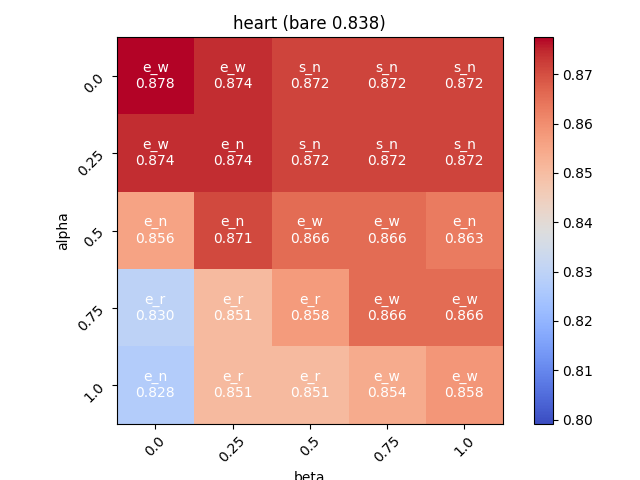 heart (bare 0.838)
e_w e_w s_n s_n s_n
0.0 0.878 0.874 0.872 0.872 0.872
e_w e_n s_n s_n s_n
0.25 0.874 0.874 0.872 0.872 0.872
e_n e_n e_w e_w e_n
0.5 0.856 0.871 0.866 0.866 0.863
e_r e_r e_r e_w e_w
0.75 0.830 0.851 0.858 0.866 0.866
e_n e_r e_r e_w e_w
1.0 0.828 0.851 0.851 0.854 0.858
alpha
0.0 0.25 0.5 0.75 1.0
beta
0.87
0.86
0.85
0.84
0.83
0.82
0.81
0.80